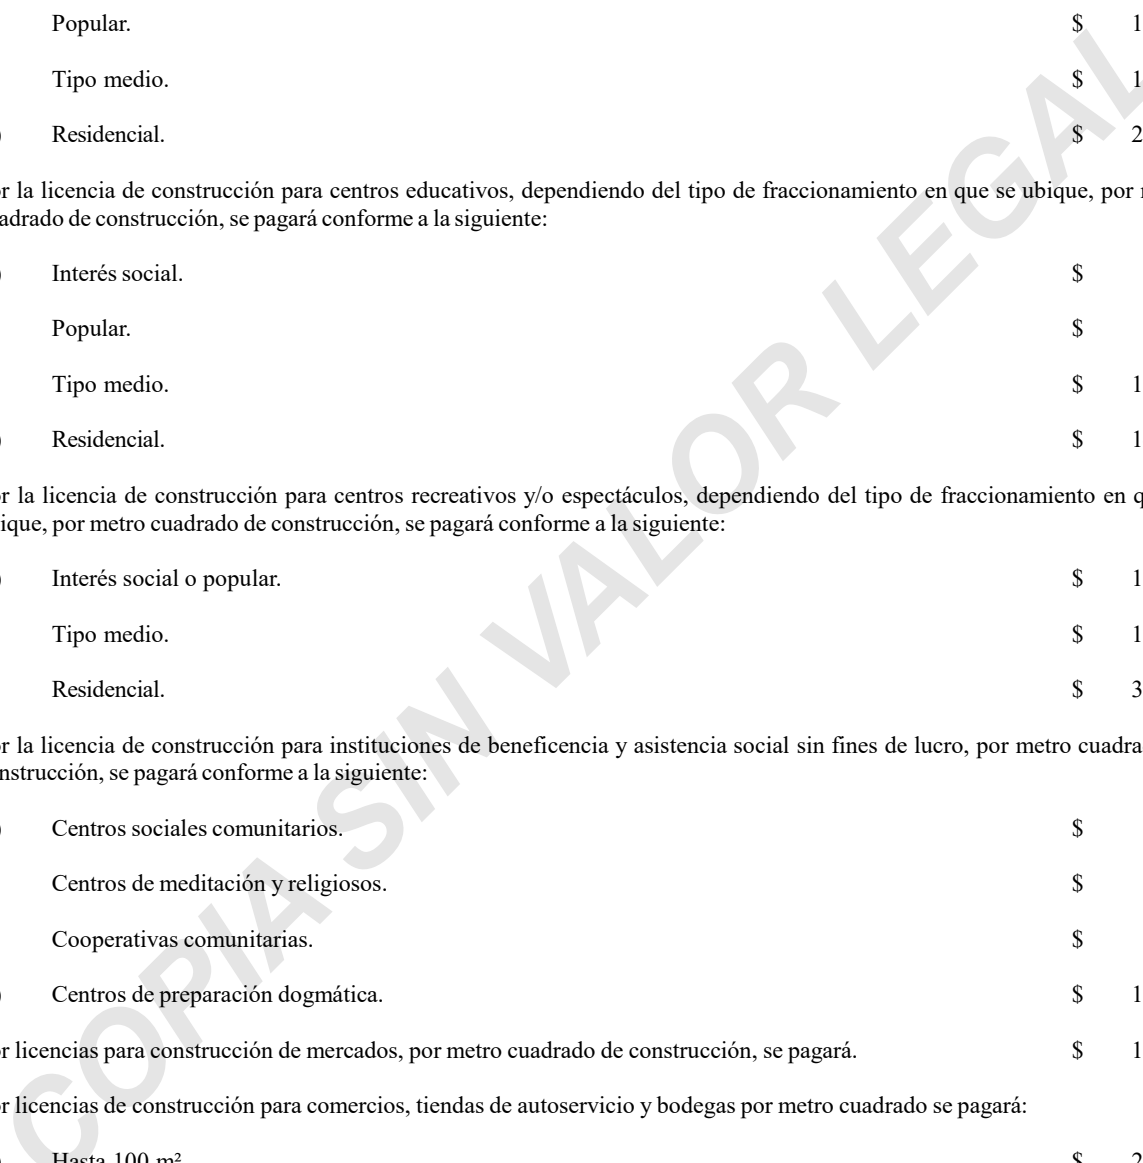 Popular. $ 1
Tipo medio. $ 1
) Residencial. $ 2
r la licencia de construcción para centros educativos, dependiendo del tipo de fraccionamiento en que se ubique, por
adrado de construcción, se pagará conforme a la siguiente:
) Interés social. $
Popular. $
Tipo medio. $ 1
) Residencial. $ 1
r la licencia de construcción para centros recreativos y/o espectáculos, dependiendo del tipo de fraccionamiento en q
ique, por metro cuadrado de construcción, se pagará conforme a la siguiente:
) Interés social o popular. $ 1
Tipo medio. $ 1
Residencial. $ 3
r la licencia de construcción para instituciones de beneficencia y asistencia social sin fines de lucro, por metro cuadra
nstrucción, se pagará conforme a la siguiente:
) Centros sociales comunitarios. $
Centros de meditación y religiosos. $
Cooperativas comunitarias. $
) Centros de preparación dogmática. $ 1
r licencias para construcción de mercados, por metro cuadrado de construcción, se pagará. $ 1
r licencias de construcción para comercios, tiendas de autoservicio y bodegas por metro cuadrado se pagará:
) Hasta 100 m² $ 2
COPIA SIN VALOR LEGAL